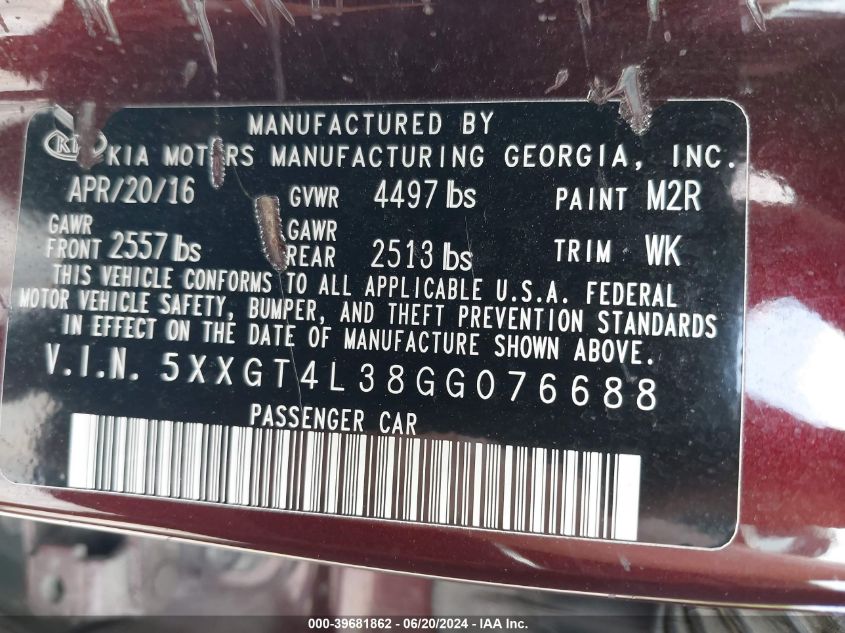 MANUFACTURED BY
KIA KIA MOTORS MANUFACTURING GEORGIA, INC.
APR/20/16 GVWR 4497 lbs PAINT M2R
GAWR FRONT 2557 lbs GAWR REAR 2513 lbs TRIM WK
THIS VEHICLE CONFORMS TO ALL APPLICABLE U.S.A. FEDERAL
MOTOR VEHICLE SAFETY, BUMPER, AND THEFT PREVENTION STANDARDS
IN EFFECT ON THE DATE OF MANUFACTURE SHOWN ABOVE.
V.I.N. 5XXGT4L38GG076688
PASSENGER CAR
000-39681862 - 06/20/2024 - IAA Inc.